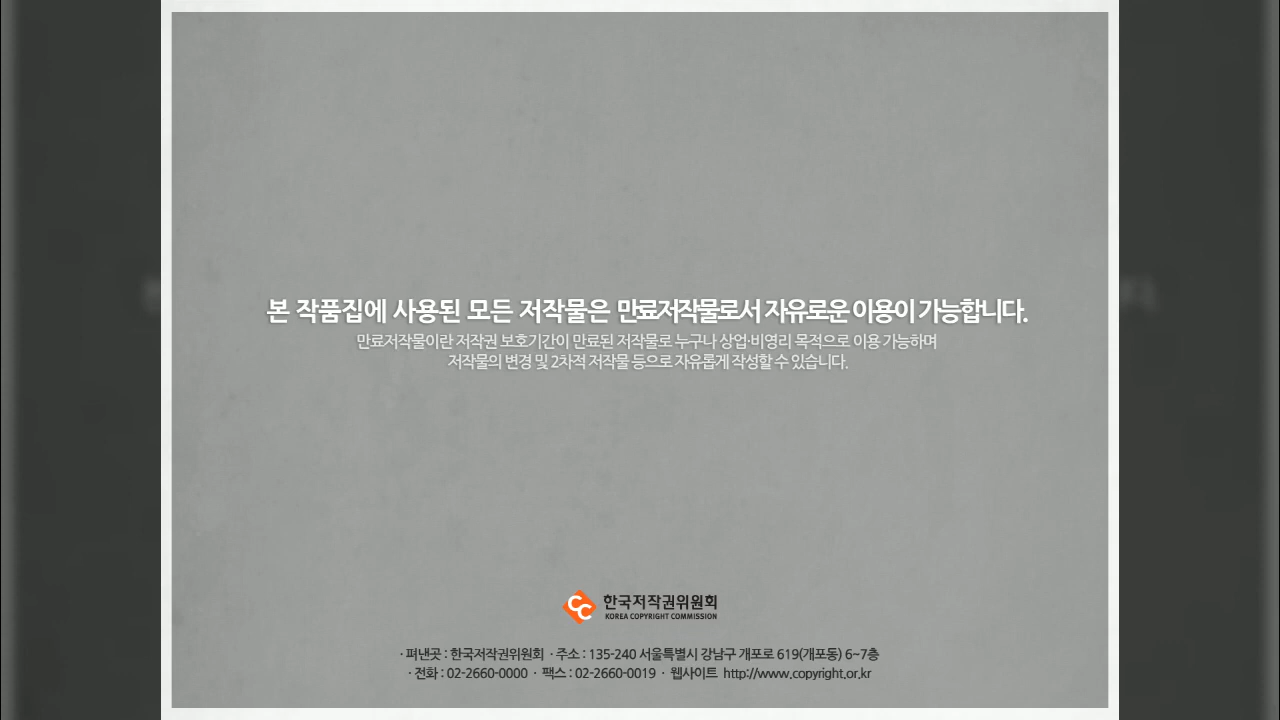 본 작품집에 사용된 모든 저작물은 만료저작물로서 자유로운 이용이 가능합니다.
만료저작물이란 저작권 보호기간이 만료된 저작물로 누구나 상업·비영리 목적으로 이용 가능하며
저작물의 변경 및 2차적 저작물 등으로 자유롭게 작성할 수 있습니다.
CC 한국저작권위원회
KOREA COPYRIGHT COMMISSION
· 펴낸곳 : 한국저작권위원회 · 주소 : 135-240 서울특별시 강남구 개포로 619(개포동) 6~7층
· 전화 : 02-2660-0000 · 팩스 : 02-2660-0019 · 웹사이트 http://www.copyright.or.kr